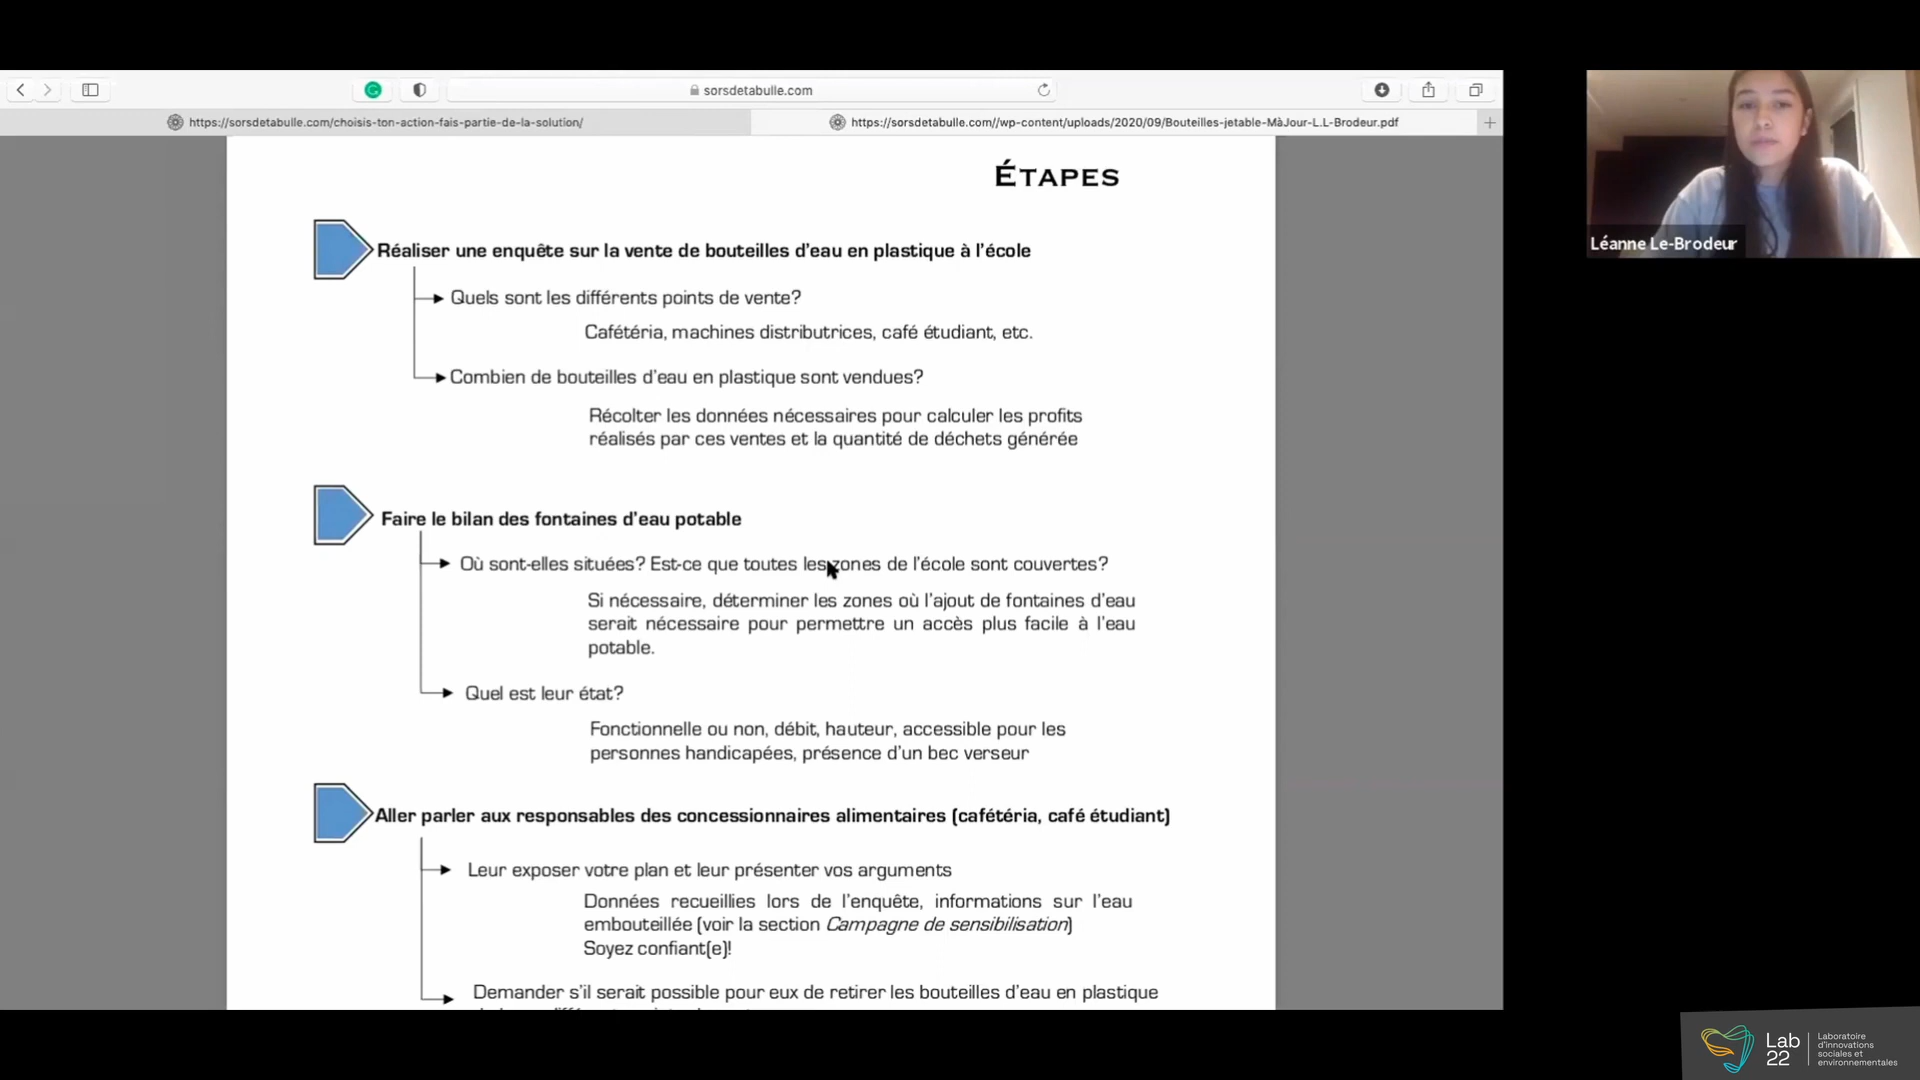 sorsdetabulle.com
https://sorsdetabulle.com/choisis-ton-action-fais-partie-de-la-solution/
https://sorsdetabulle.com//wp-content/uploads/2020/09/Bouteilles-jetable-MàJour-L.L-Brodeur.pdf
ÉTAPES
Réaliser une enquête sur la vente de bouteilles d'eau en plastique à l'école
Quels sont les différents points de vente?
Cafétéria, machines distributrices, café étudiant, etc.
Combien de bouteilles d'eau en plastique sont vendues?
Récolter les données nécessaires pour calculer les profits
réalisés par ces ventes et la quantité de déchets générée
Faire le bilan des fontaines d'eau potable
Où sont-elles situées? Est-ce que toutes les zones de l'école sont couvertes?
Si nécessaire, déterminer les zones où l'ajout de fontaines d'eau
serait nécessaire pour permettre un accès plus facile à l'eau
potable.
Quel est leur état?
Fonctionnelle ou non, débit, hauteur, accessible pour les
personnes handicapées, présence d'un bec verseur
Aller parler aux responsables des concessionnaires alimentaires (cafétéria, café étudiant)
Leur exposer votre plan et leur présenter vos arguments
Données recueillies lors de l'enquête, informations sur l'eau
embouteillée (voir la section Campagne de sensibilisation)
Soyez confiant(e)!
Demander s'il serait possible pour eux de retirer les bouteilles d'eau en plastique
Léanne Le-Brodeur
Lab
22
Laboratoire
d'innovations
sociales et
environnementales